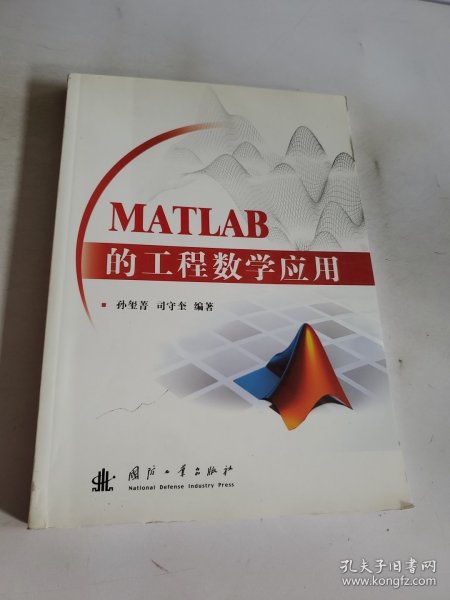 MATLAB
的工程数学应用
孙玺菁 司守奎 编著
国防工业出版社
National Defense Industry Press
孔夫子旧书网
www.kongfz.com